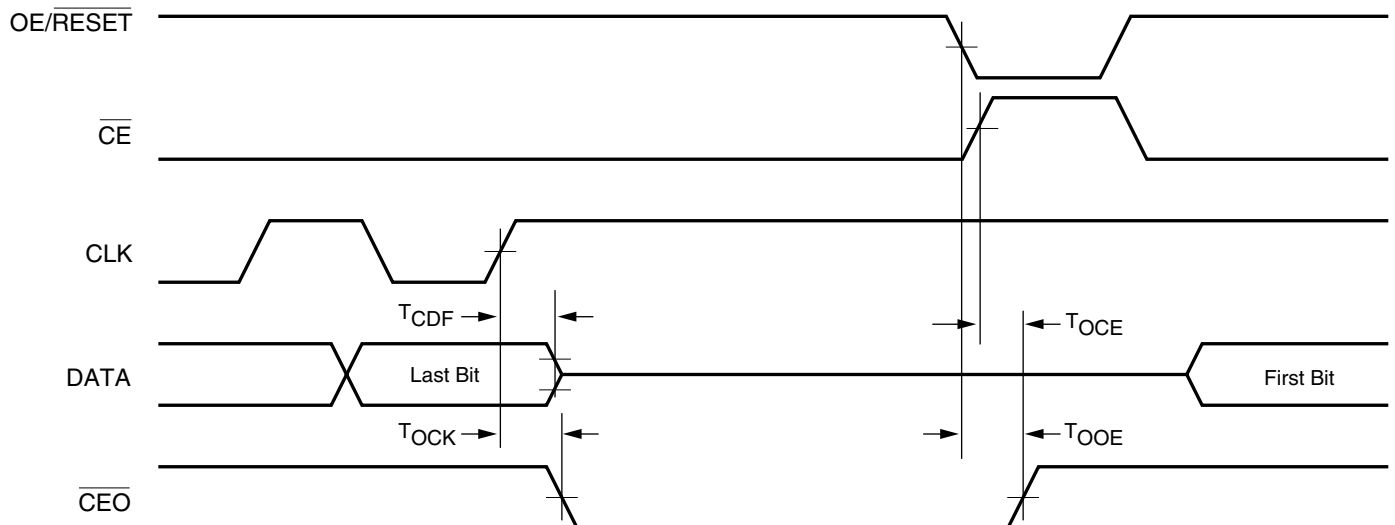 OE/RESET
CE
CLK
TCDF
TOCE
DATA
Last Bit
First Bit
TOCK
TOOE
CEO